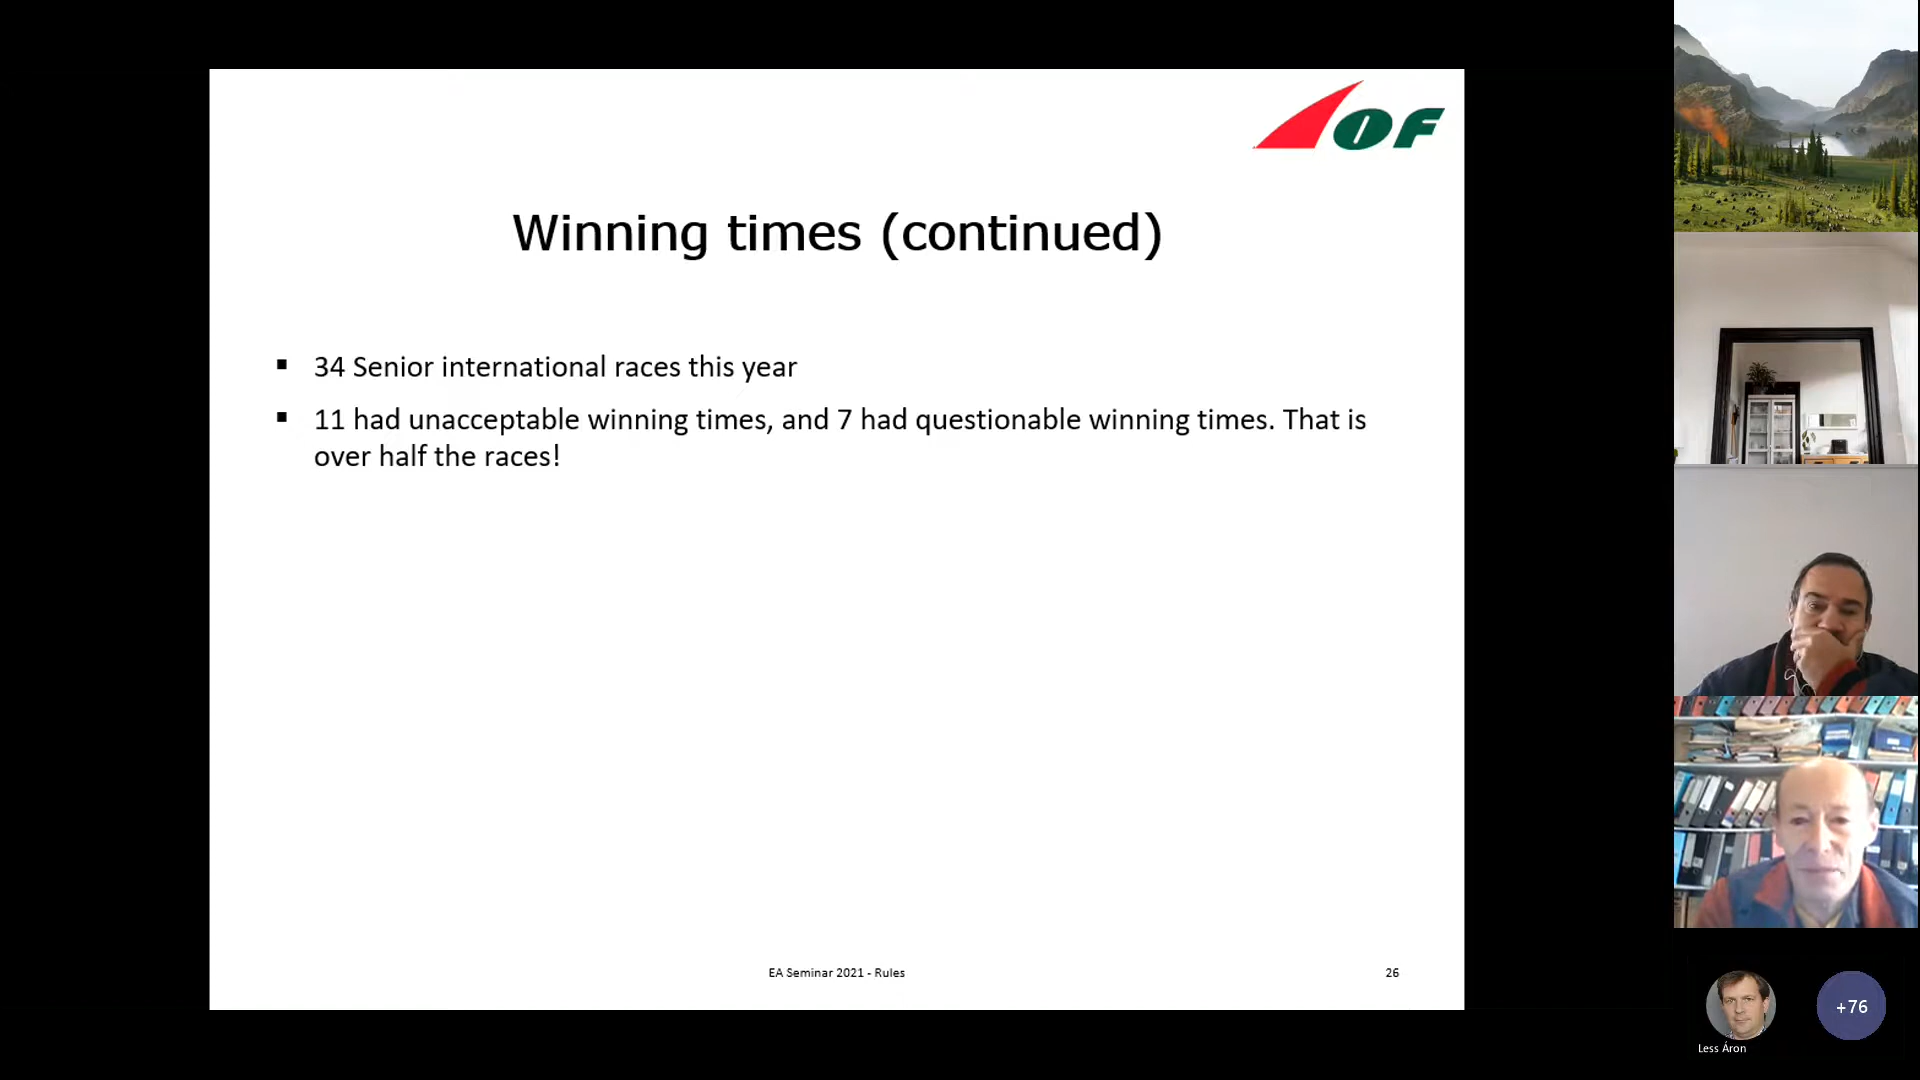 IOF
Winning times (continued)
▪ 34 Senior international races this year
▪ 11 had unacceptable winning times, and 7 had questionable winning times. That is
over half the races!
EA Seminar 2021 - Rules
26
+76
Less Áron